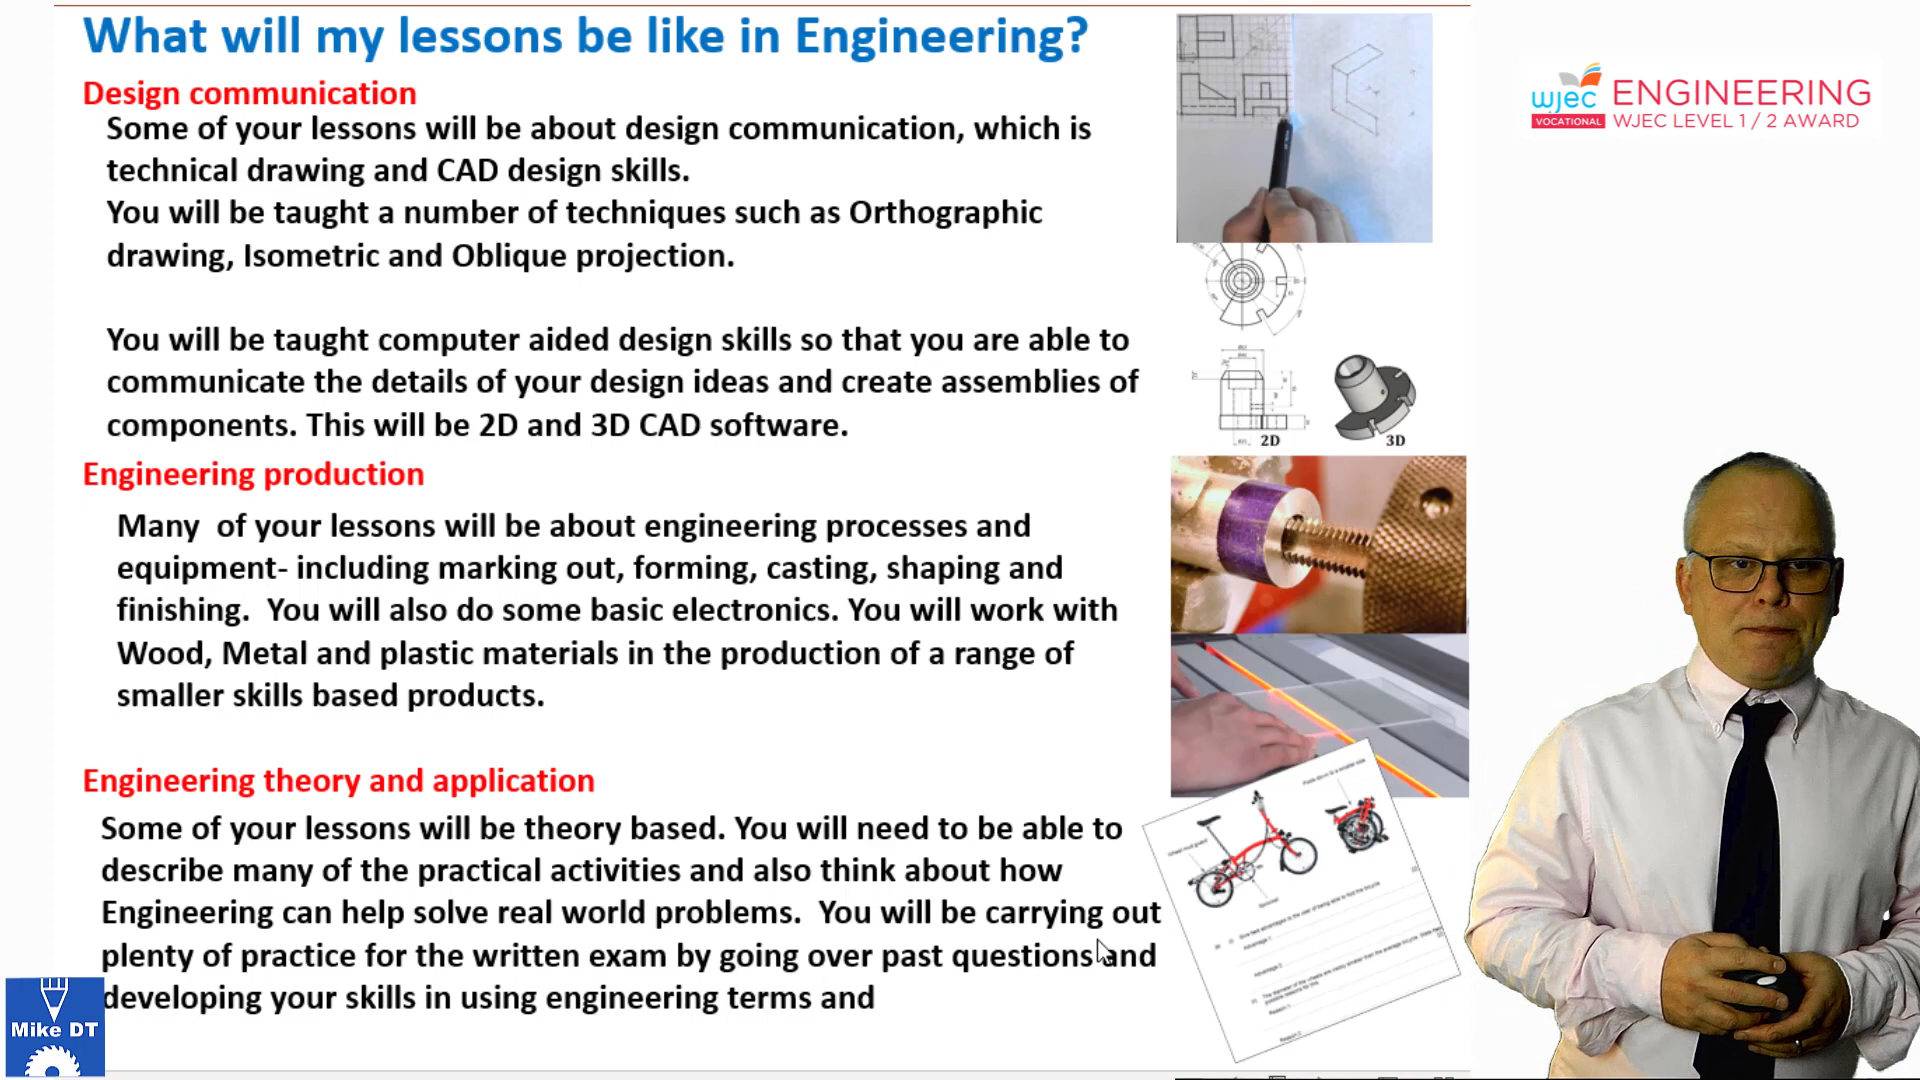 What will my lessons be like in Engineering?
Design communication
Some of your lessons will be about design communication, which is
technical drawing and CAD design skills.
You will be taught a number of techniques such as Orthographic
drawing, Isometric and Oblique projection.
You will be taught computer aided design skills so that you are able to
communicate the details of your design ideas and create assemblies of
components. This will be 2D and 3D CAD software.
Engineering production
Many  of your lessons will be about engineering processes and
equipment- including marking out, forming, casting, shaping and
finishing.  You will also do some basic electronics. You will work with
Wood, Metal and plastic materials in the production of a range of
smaller skills based products.
Engineering theory and application
Some of your lessons will be theory based. You will need to be able to
describe many of the practical activities and also think about how
Engineering can help solve real world problems.  You will be carrying out
plenty of practice for the written exam by going over past questions and
developing your skills in using engineering terms and
2D
3D
Advantage 1
Advantage 2
Reason 1
Reason 2
wjec
VOCATIONAL
ENGINEERING
WJEC LEVEL 1 / 2 AWARD
Mike DT